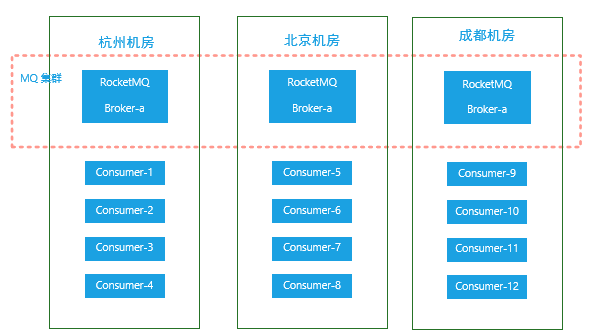 杭州机房
北京机房
成都机房
MQ 集群
RocketMQ
Broker-a
RocketMQ
Broker-a
RocketMQ
Broker-a
Consumer-1
Consumer-5
Consumer-9
Consumer-2
Consumer-6
Consumer-10
Consumer-3
Consumer-7
Consumer-11
Consumer-4
Consumer-8
Consumer-12